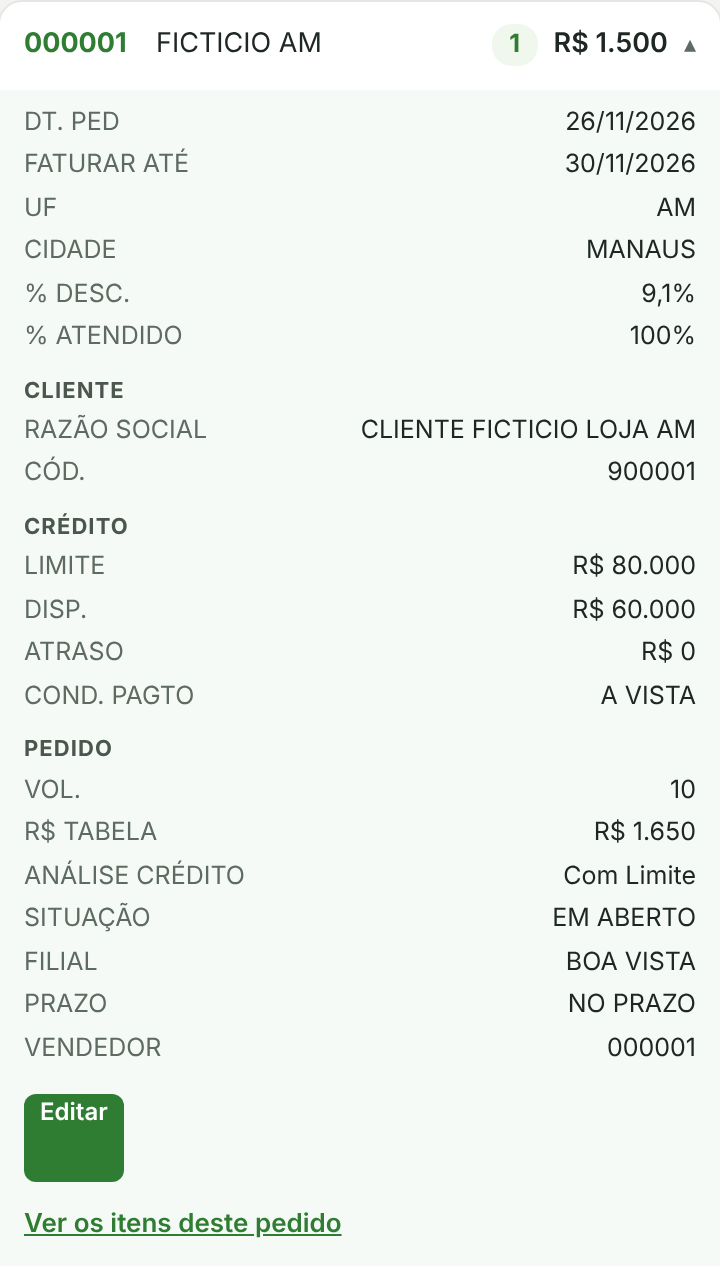 000001 FICTICIO AM 1 R$ 1.500 ▲
DT. PED 26/11/2026
FATURAR ATÉ 30/11/2026
UF AM
CIDADE MANAUS
% DESC. 9,1%
% ATENDIDO 100%
CLIENTE
RAZÃO SOCIAL CLIENTE FICTICIO LOJA AM
CÓD. 900001
CRÉDITO
LIMITE R$ 80.000
DISP. R$ 60.000
ATRASO R$ 0
COND. PAGTO A VISTA
PEDIDO
VOL. 10
R$ TABELA R$ 1.650
ANÁLISE CRÉDITO Com Limite
SITUAÇÃO EM ABERTO
FILIAL BOA VISTA
PRAZO NO PRAZO
VENDEDOR 000001
Editar
Ver os itens deste pedido